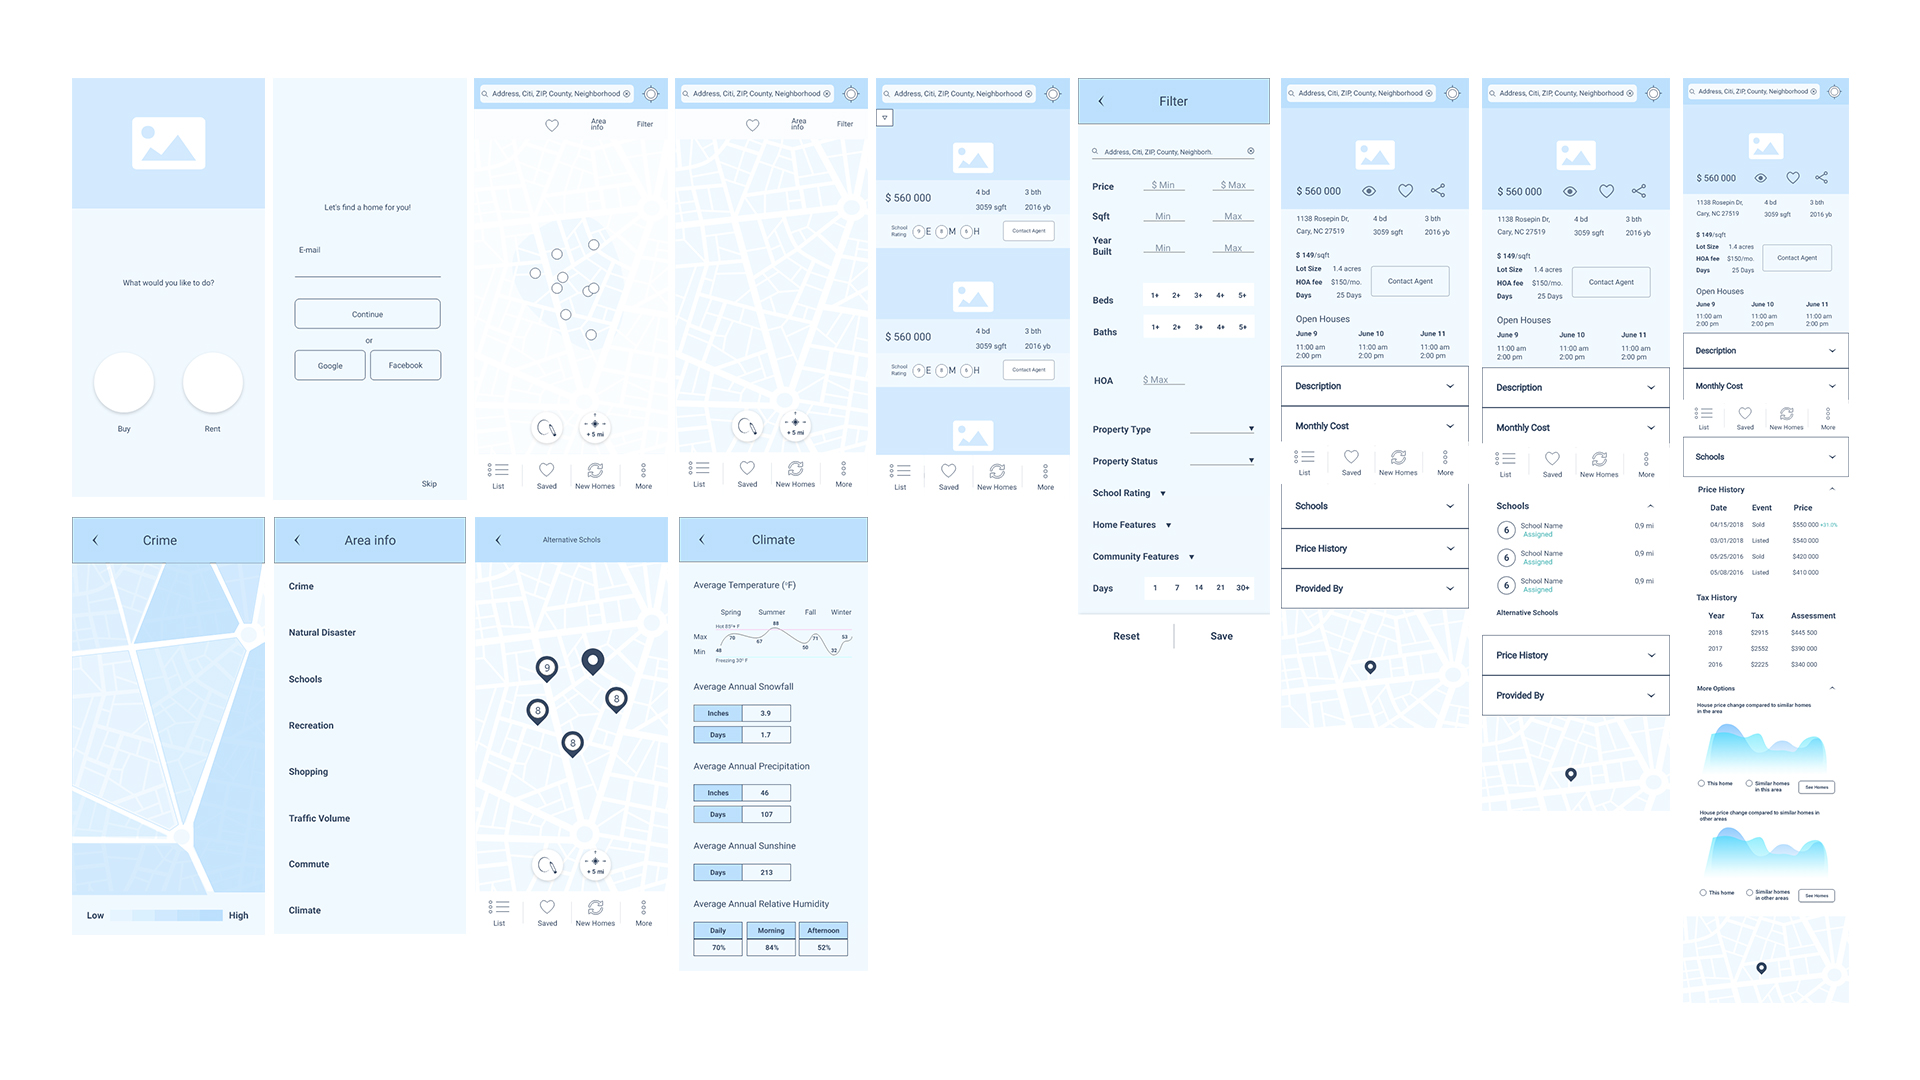 What would you like to do?
Buy
Rent
Let's find a home for you!
E-mail
Continue
or
Google
Facebook
Skip
Address, Citi, ZIP, County, Neighborhood
Area
info
Filter
+ 5 mi
List
Saved
New Homes
More
Address, Citi, ZIP, County, Neighborhood
Area
info
Filter
+ 5 mi
List
Saved
New Homes
More
Address, Citi, ZIP, County, Neighborhood
$ 560 000
4 bd
3 bth
3059 sgft
2016 yb
School
Rating
9 E 8 M 6 H
Contact Agent
$ 560 000
4 bd
3 bth
3059 sgft
2016 yb
School
Rating
9 E 8 M 6 H
Contact Agent
List
Saved
New Homes
More
Filter
Address, Citi, ZIP, County, Neighborh.
Price $ Min $ Max
Sqft Min Max
Year
Built Min Max
Beds 1+ 2+ 3+ 4+ 5+
Baths 1+ 2+ 3+ 4+ 5+
HOA $ Max
Property Type
Property Status
School Rating
Home Features
Community Features
Days 1 7 14 21 30+
Reset
Save
Address, Citi, ZIP, County, Neighborhood
$ 560 000
1138 Rosepin Dr, 4 bd 3 bth
Cary, NC 27519 3059 sgft 2016 yb
$ 149/sqft
Lot Size 1.4 acres
HOA fee $150/mo.
Days 25 Days
Contact Agent
Open Houses
June 9 June 10 June 11
11:00 am 11:00 am 11:00 am
2:00 pm 2:00 pm 2:00 pm
Description
Monthly Cost
List
Saved
New Homes
More
Schools
Price History
Provided By
Address, Citi, ZIP, County, Neighborhood
$ 560 000
1138 Rosepin Dr, 4 bd 3 bth
Cary, NC 27519 3059 sgft 2016 yb
$ 149/sqft
Lot Size 1.4 acres
HOA fee $150/mo.
Days 25 Days
Contact Agent
Open Houses
June 9 June 10 June 11
11:00 am 11:00 am 11:00 am
2:00 pm 2:00 pm 2:00 pm
Description
Monthly Cost
List
Saved
New Homes
More
Schools
6 School Name 0,9 mi
Assigned
6 School Name 0,9 mi
Assigned
6 School Name 0,9 mi
Assigned
Alternative Schools
Price History
Provided By
Address, Citi, ZIP, County, Neighborhood
$ 560 000
1138 Rosepin Dr, 4 bd 3 bth
Cary, NC 27519 3059 sgft 2016 yb
$ 149/sqft
Lot Size 1.4 acres
HOA fee $150/mo.
Days 25 Days
Contact Agent
Open Houses
June 9 June 10 June 11
11:00 am 11:00 am 11:00 am
2:00 pm 2:00 pm 2:00 pm
Description
Monthly Cost
List
Saved
New Homes
More
Schools
Price History
Date Event Price
04/15/2018 Sold $550 000 +31.0%
03/01/2018 Listed $540 000
05/25/2016 Sold $420 000
05/08/2016 Listed $410 000
Tax History
Year Tax Assessment
2018 $2915 $445 500
2017 $2552 $390 000
2016 $2225 $340 000
More Options
House price change compared to similar homes
in the area
This home
Similar homes
in this area
See Homes
House price change compared to similar homes in
other areas
This home
Similar homes
in other areas
See Homes
Crime
Low
High
Area info
Crime
Natural Disaster
Schools
Recreation
Shopping
Traffic Volume
Commute
Climate
Alternative Schols
9
8
8
8
+ 5 mi
List
Saved
New Homes
More
Climate
Average Temperature (°F)
Spring Summer Fall Winter
Hot 85°+ F
88
Max
70
67
71
53
Min
48
50
32
Freezing 30° F
Average Annual Snowfall
Inches 3.9
Days 1.7
Average Annual Precipitation
Inches 46
Days 107
Average Annual Sunshine
Days 213
Average Annual Relative Humidity
Daily Morning Afternoon
70% 84% 52%